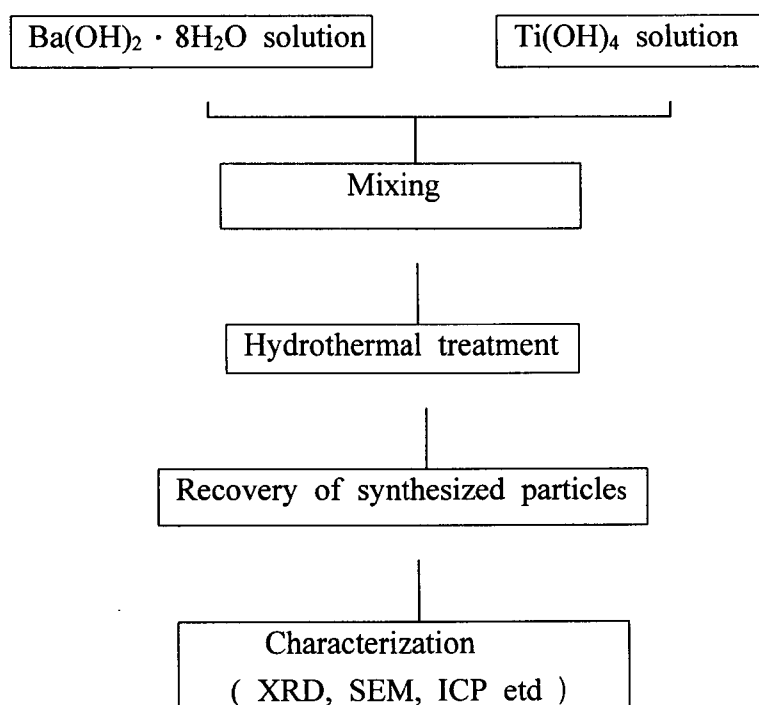 Ba(OH)₂ · 8H₂O solution
Ti(OH)₄ solution
Mixing
Hydrothermal treatment
Recovery of synthesized particles
Characterization
( XRD, SEM, ICP etd )